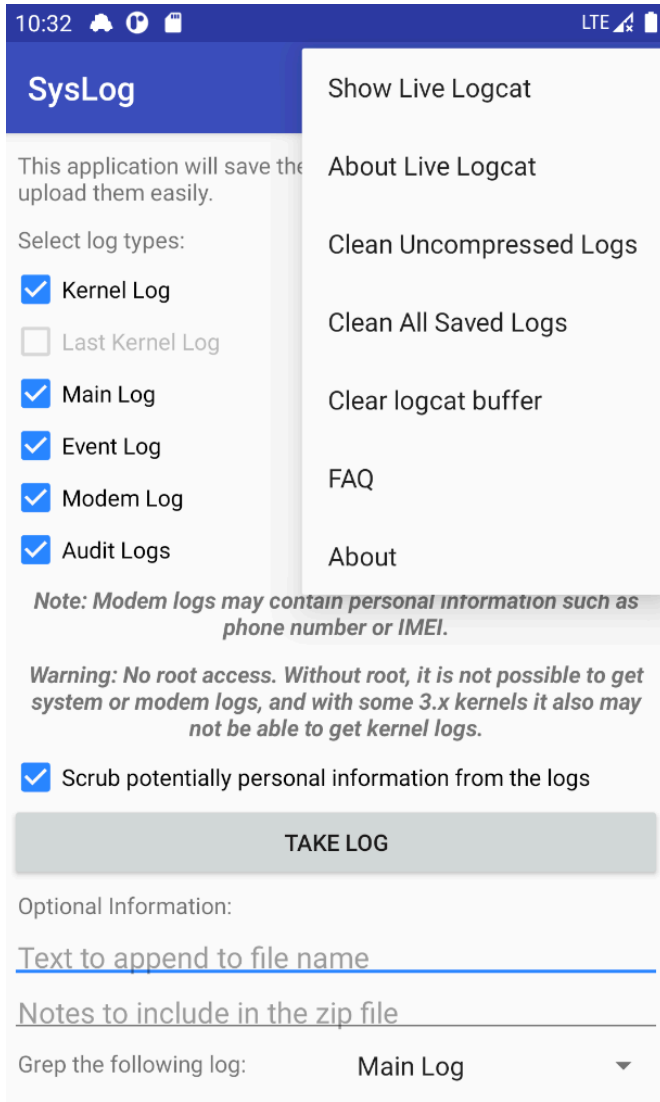 10:32
LTE
SysLog
Show Live Logcat
About Live Logcat
Clean Uncompressed Logs
Clean All Saved Logs
Clear logcat buffer
FAQ
About
This application will save the
upload them easily.
Select log types:
Kernel Log
Last Kernel Log
Main Log
Event Log
Modem Log
Audit Logs
Note: Modem logs may contain personal information such as
phone number or IMEI.
Warning: No root access. Without root, it is not possible to get
system or modem logs, and with some 3.x kernels it also may
not be able to get kernel logs.
Scrub potentially personal information from the logs
TAKE LOG
Optional Information:
Text to append to file name
Notes to include in the zip file
Grep the following log: Main Log